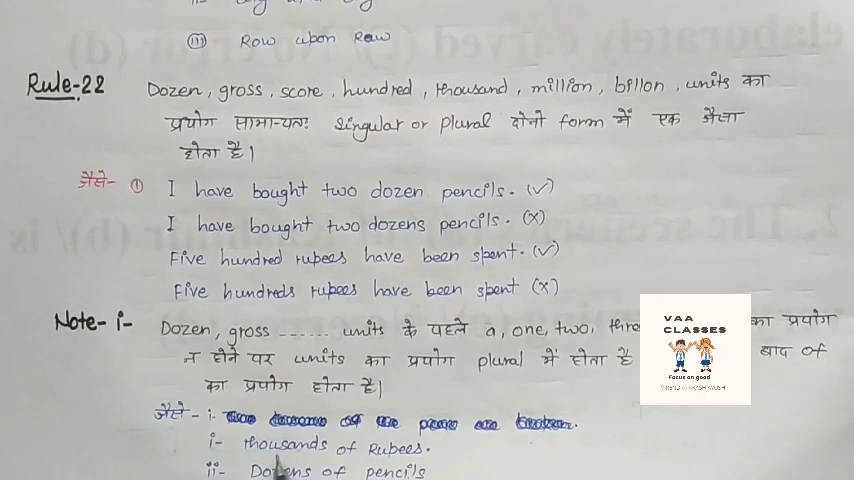 (iii) Row upon Row
Rule-22 Dozen, gross, score, hundred, thousand, million, billon, units का
प्रयोग सामान्यतः singular or plural दोनो form में एक जैसा
होता है।
जैसे- ① I have bought two dozen pencils. (✓)
I have bought two dozens pencils. (x)
Five hundred rupees have been spent. (✓)
Five hundreds rupees have been spent (x)
Note- i- Dozen, gross ...... units के पहले a, one, two, का प्रयोग
न होने पर units का प्रयोग plural में होता है बाद of
का प्रयोग होता है।
जैसे- i.
i- thousands of Rupees.
ii- Dozens of pencils
VAA
CLASSES
Focus on good